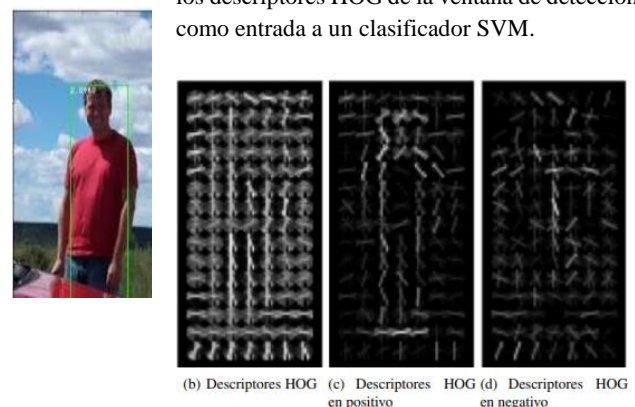 los descriptores HOG de la ventana de detección
como entrada a un clasificador SVM.
(b) Descriptores HOG
(c) Descriptores HOG
en positivo
(d) Descriptores HOG
en negativo